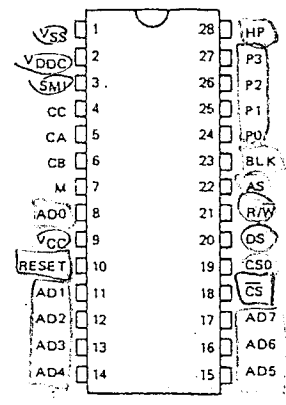 VSS 1 28 HP
VDDC 2 27 P3
SMI 3 26 P2
CC 4 25 P1
CA 5 24 P0
CB 6 23 BLK
M 7 22 AS
AD0 8 21 R/W
VCC 9 20 DS
RESET 10 19 CS0
AD1 11 18 CS
AD2 12 17 AD7
AD3 13 16 AD6
AD4 14 15 AD5